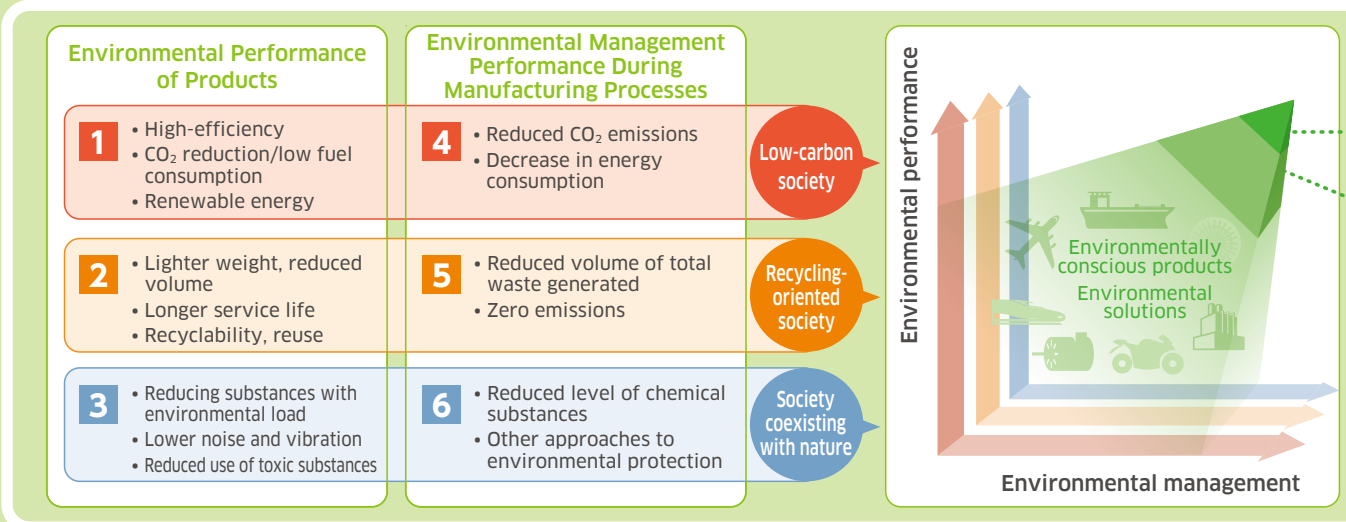 Environmental Performance
of Products
Environmental Management
Performance During
Manufacturing Processes
1
• High-efficiency
• CO₂ reduction/low fuel
consumption
• Renewable energy
4
• Reduced CO₂ emissions
• Decrease in energy
consumption
Low-carbon
society
2
• Lighter weight, reduced
volume
• Longer service life
• Recyclability, reuse
5
• Reduced volume of total
waste generated
• Zero emissions
Recycling-
oriented
society
3
• Reducing substances with
environmental load
• Lower noise and vibration
• Reduced use of toxic substances
6
• Reduced level of chemical
substances
• Other approaches to
environmental protection
Society
coexisting
with nature
Environmental performance
Environmentally
conscious products
Environmental
solutions
Environmental management